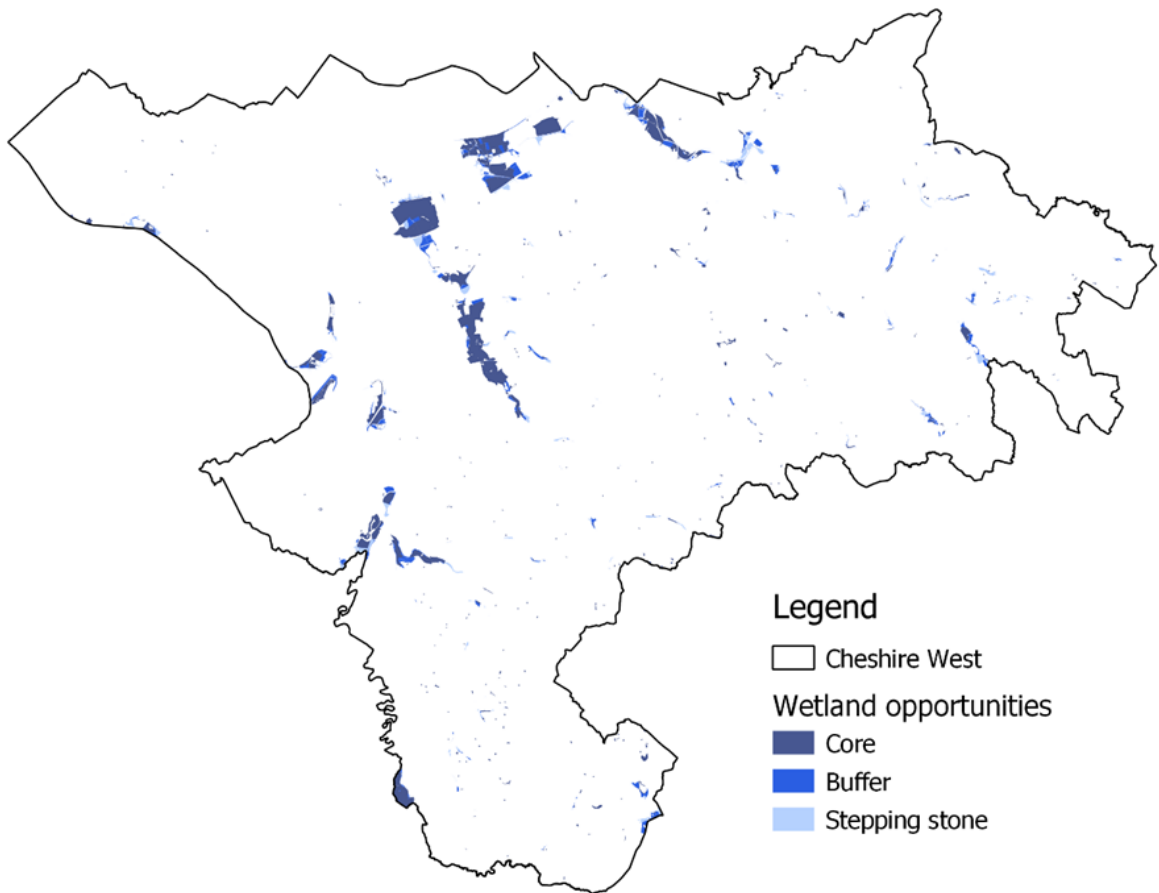 Legend
Cheshire West
Wetland opportunities
Core
Buffer
Stepping stone